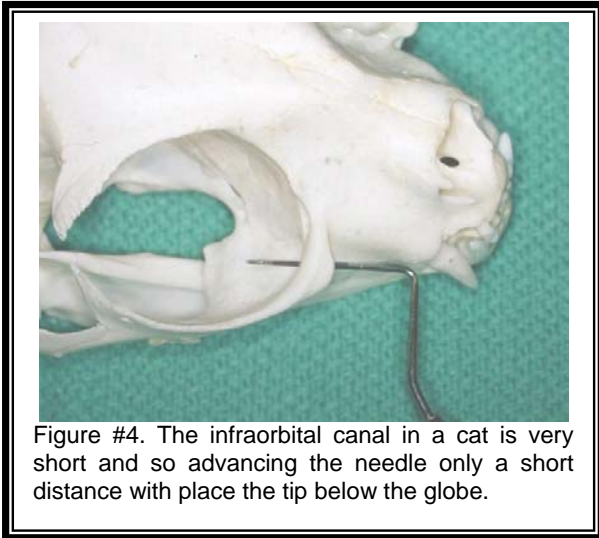 Figure #4. The infraorbital canal in a cat is very
short and so advancing the needle only a short
distance with place the tip below the globe.